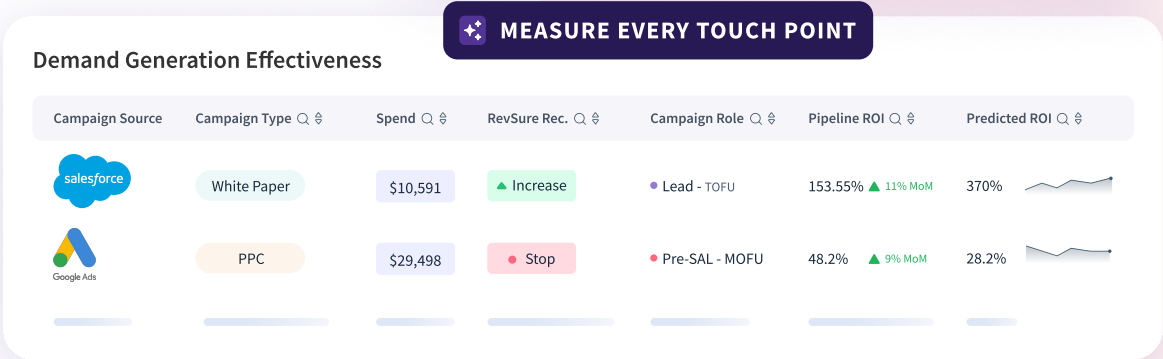 MEASURE EVERY TOUCH POINT
Demand Generation Effectiveness
Campaign Source Campaign Type Spend RevSure Rec. Campaign Role Pipeline ROI Predicted ROI
salesforce White Paper $10,591 Increase Lead - TOFU 153.55% 11% MoM 370%
Google Ads PPC $29,498 Stop Pre-SAL - MOFU 48.2% 9% MoM 28.2%